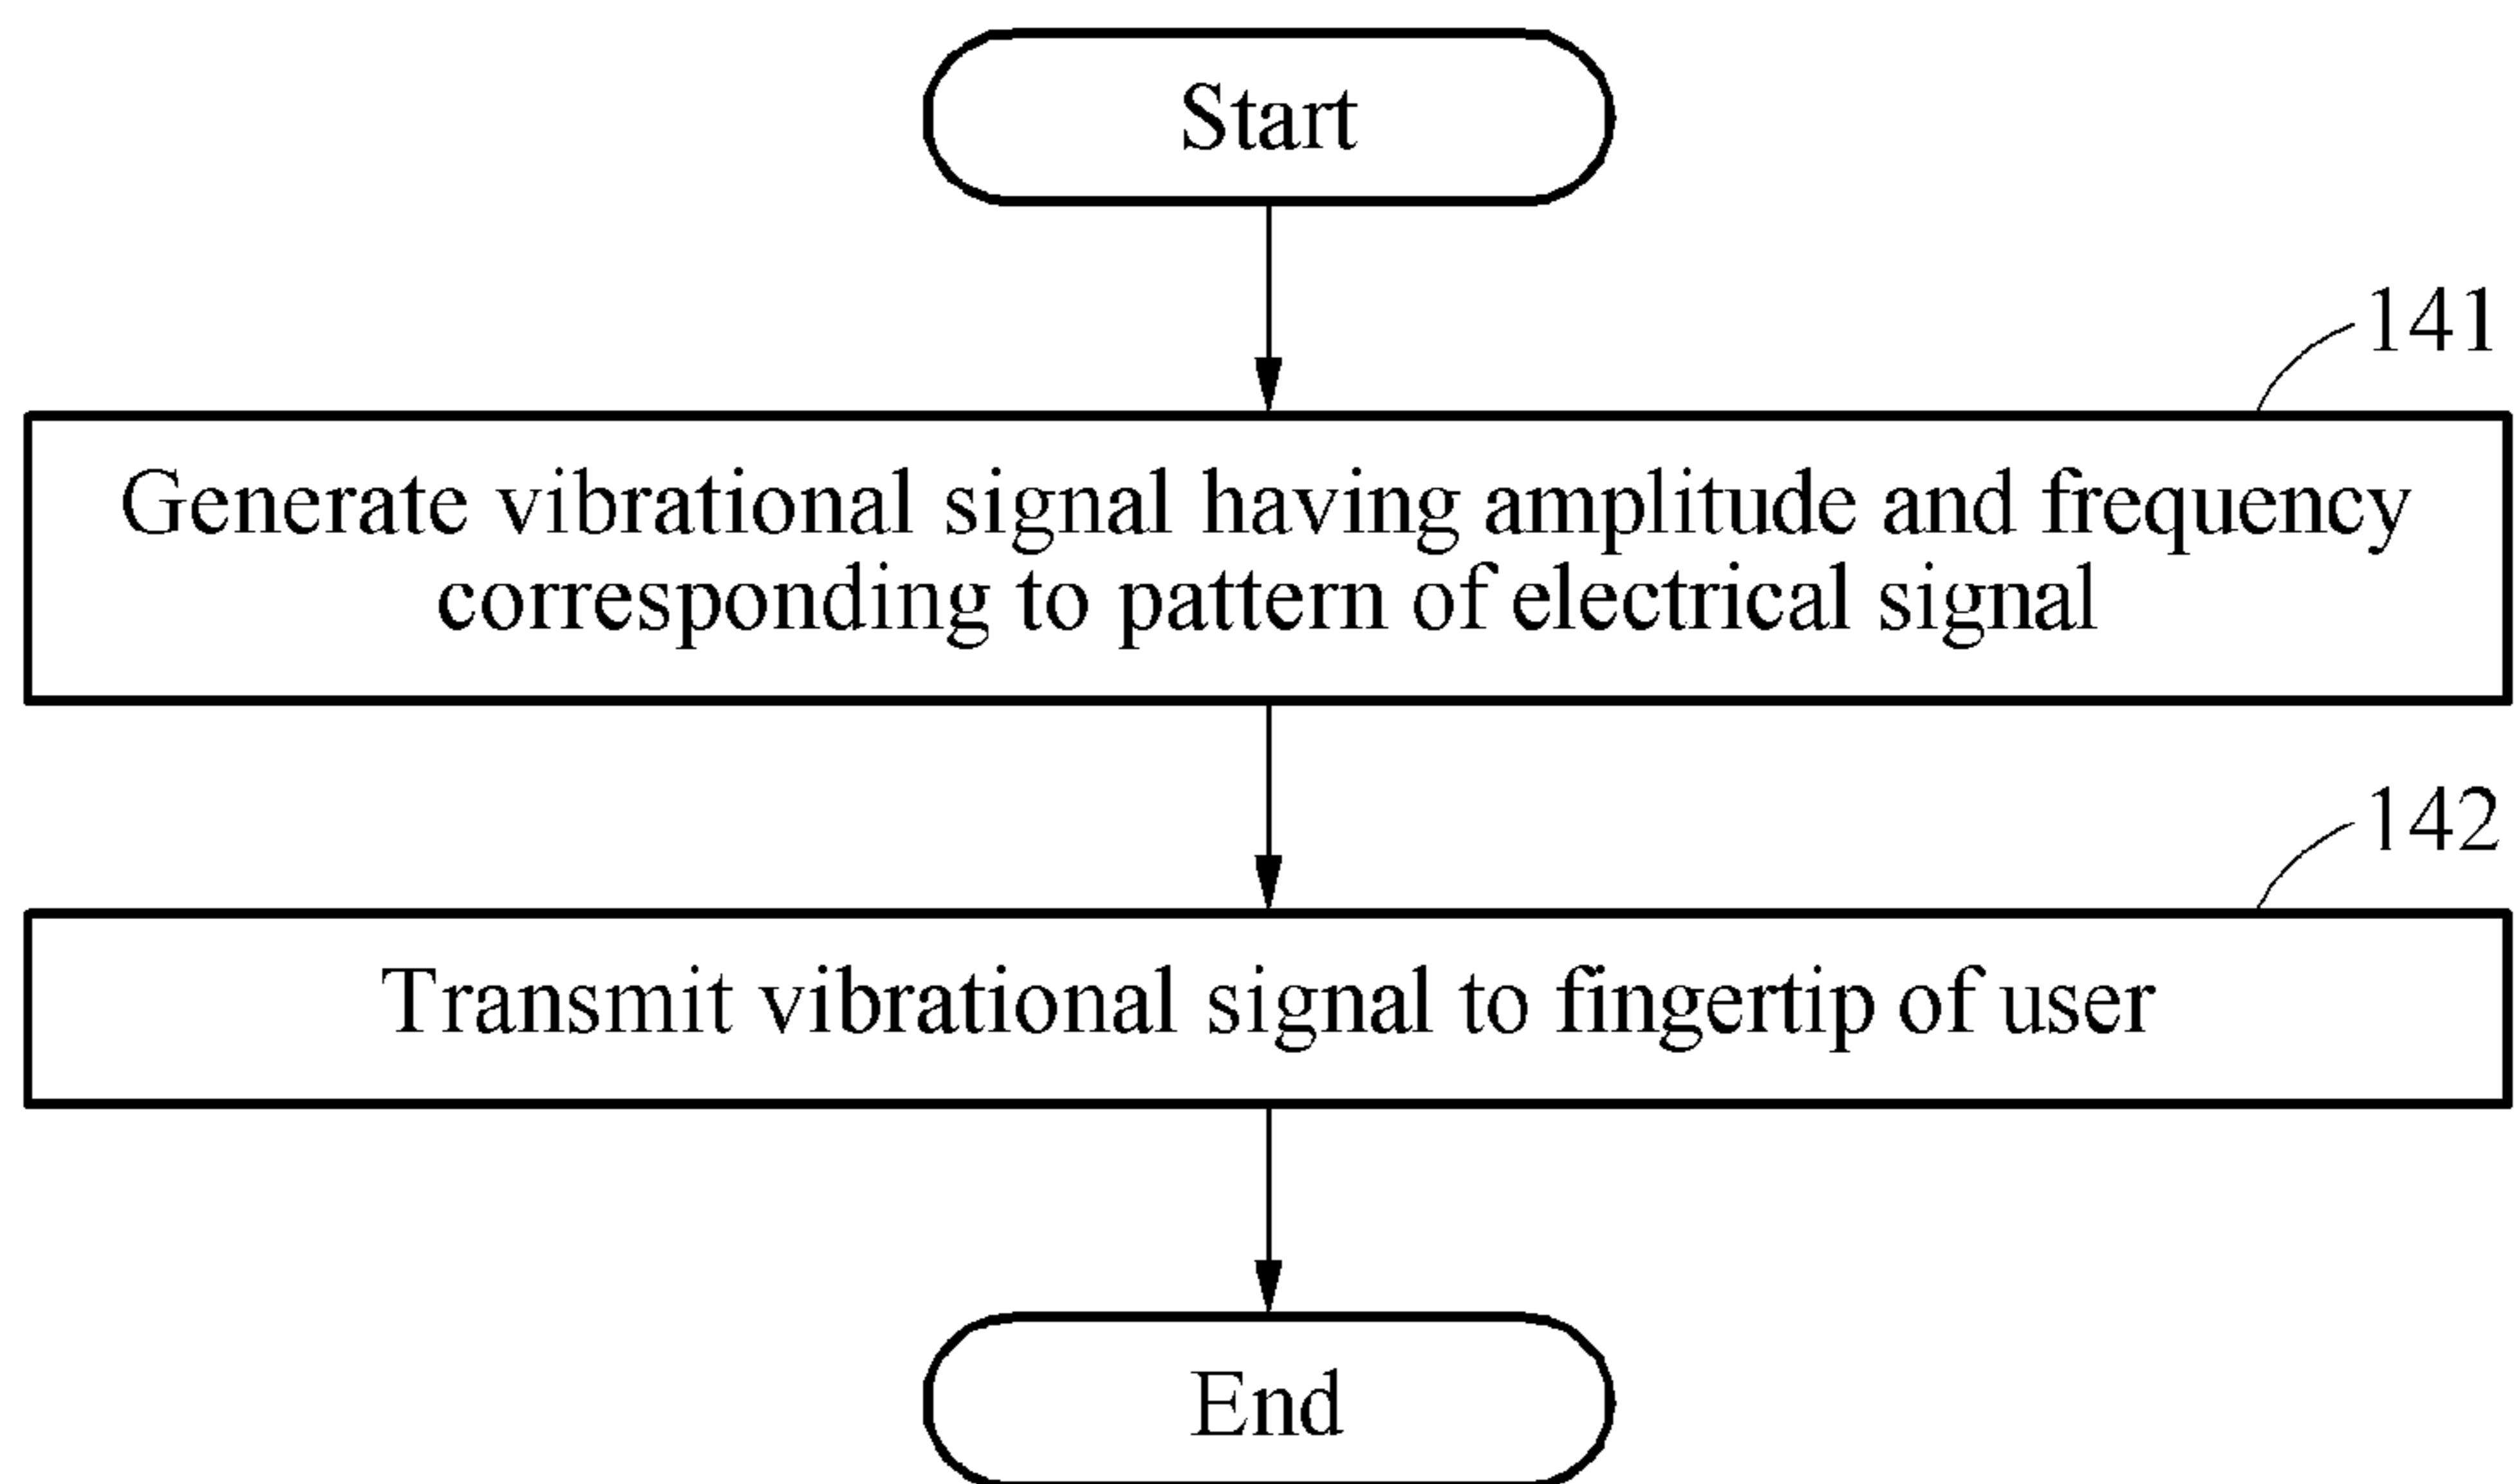 Start
141
Generate vibrational signal having amplitude and frequency
corresponding to pattern of electrical signal
142
Transmit vibrational signal to fingertip of user
End